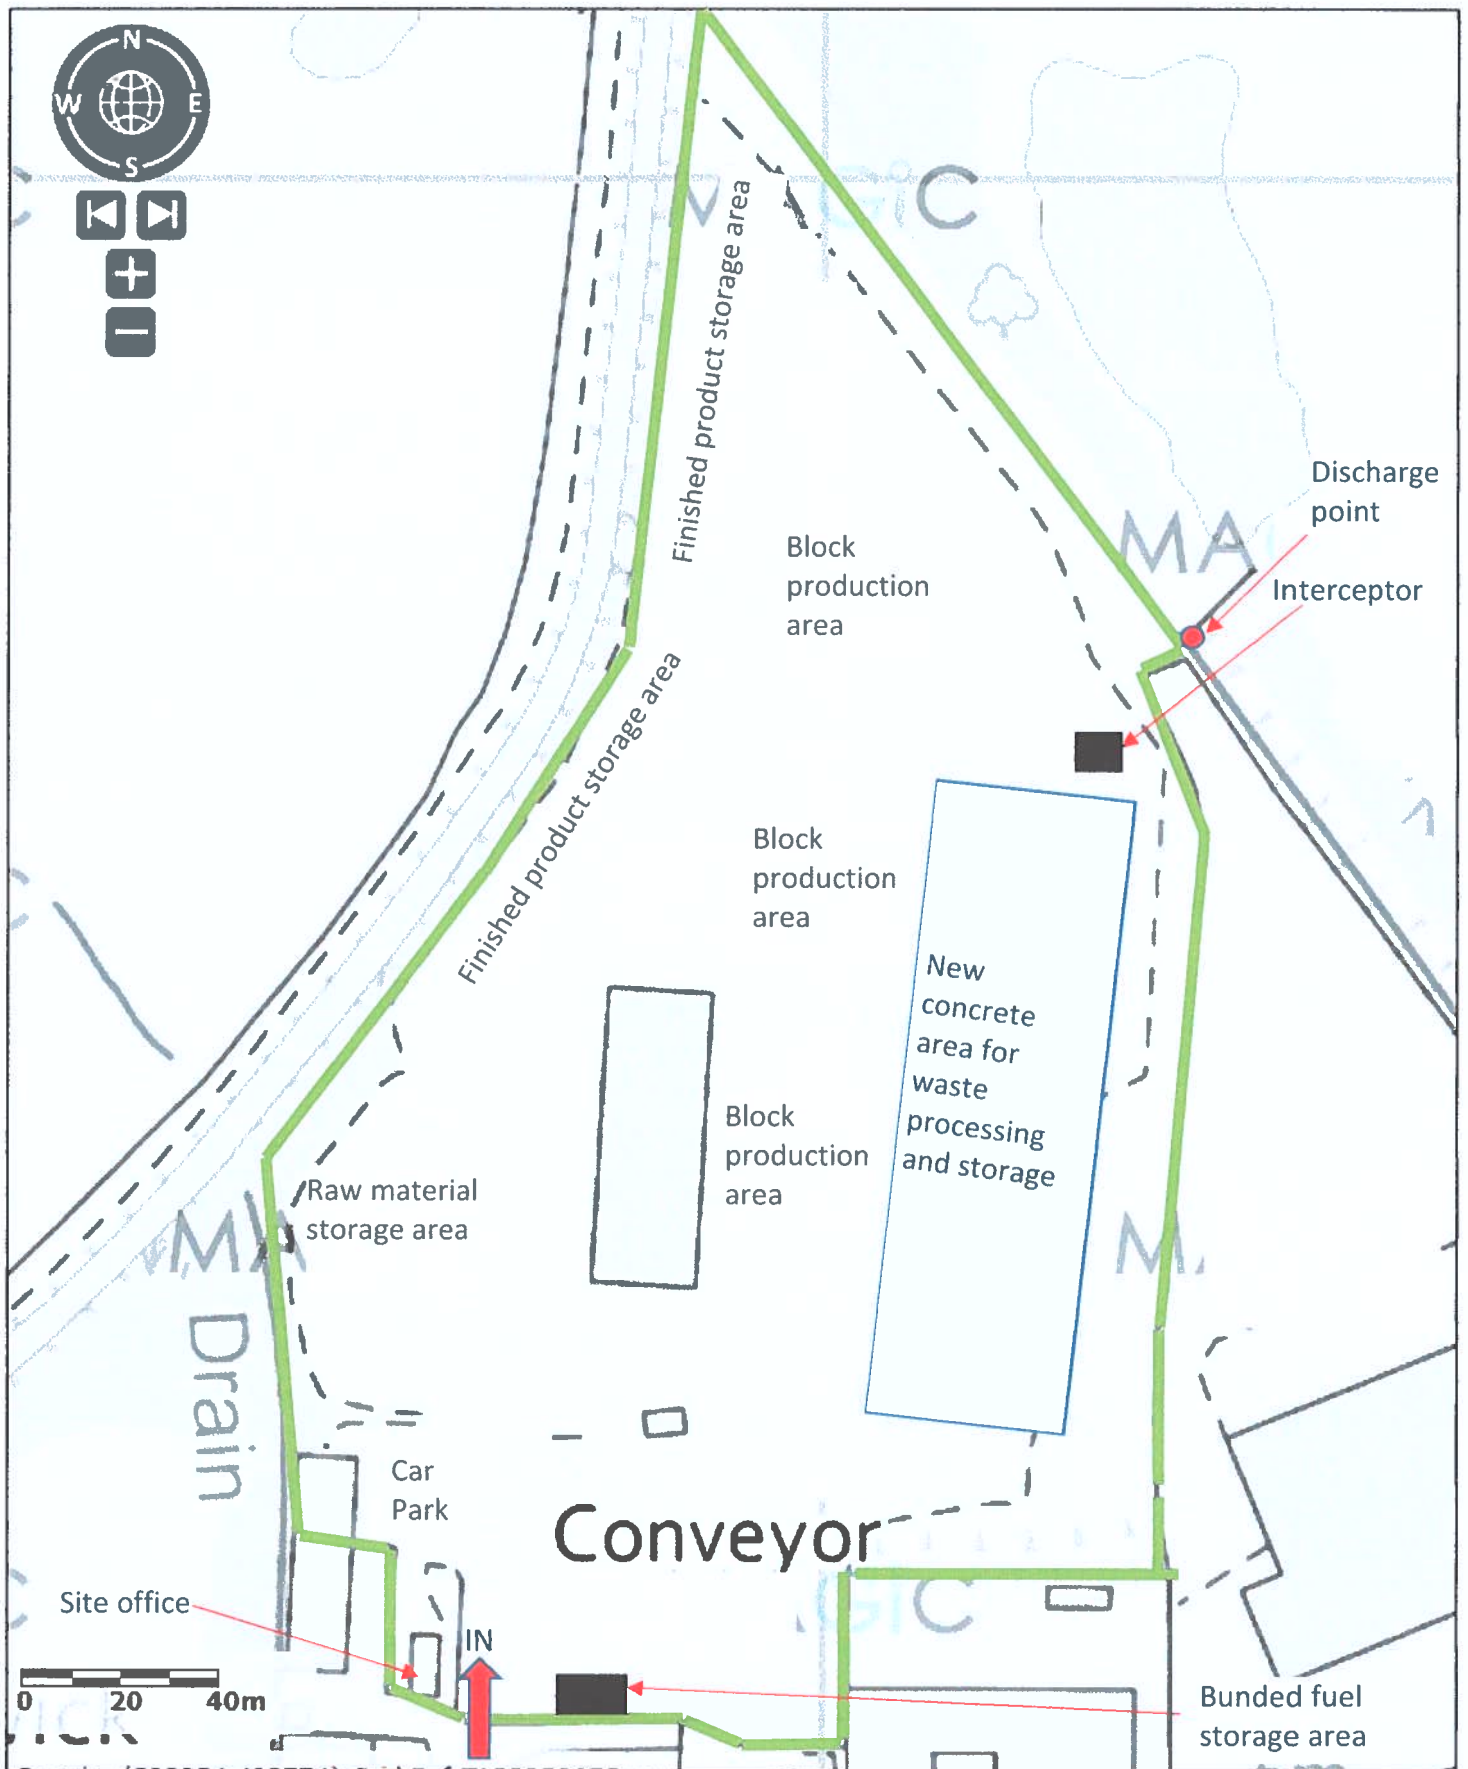 N
W E
S
Finished product storage area
Discharge
point
MA
Block
production
area
Interceptor
Finished product storage area
Block
production
area
New
concrete
area for
waste
processing
and storage
Block
production
area
Raw material
storage area
Drain
Car
Park
Conveyor
Site office
IN
0 20 40m
Bunded fuel
storage area